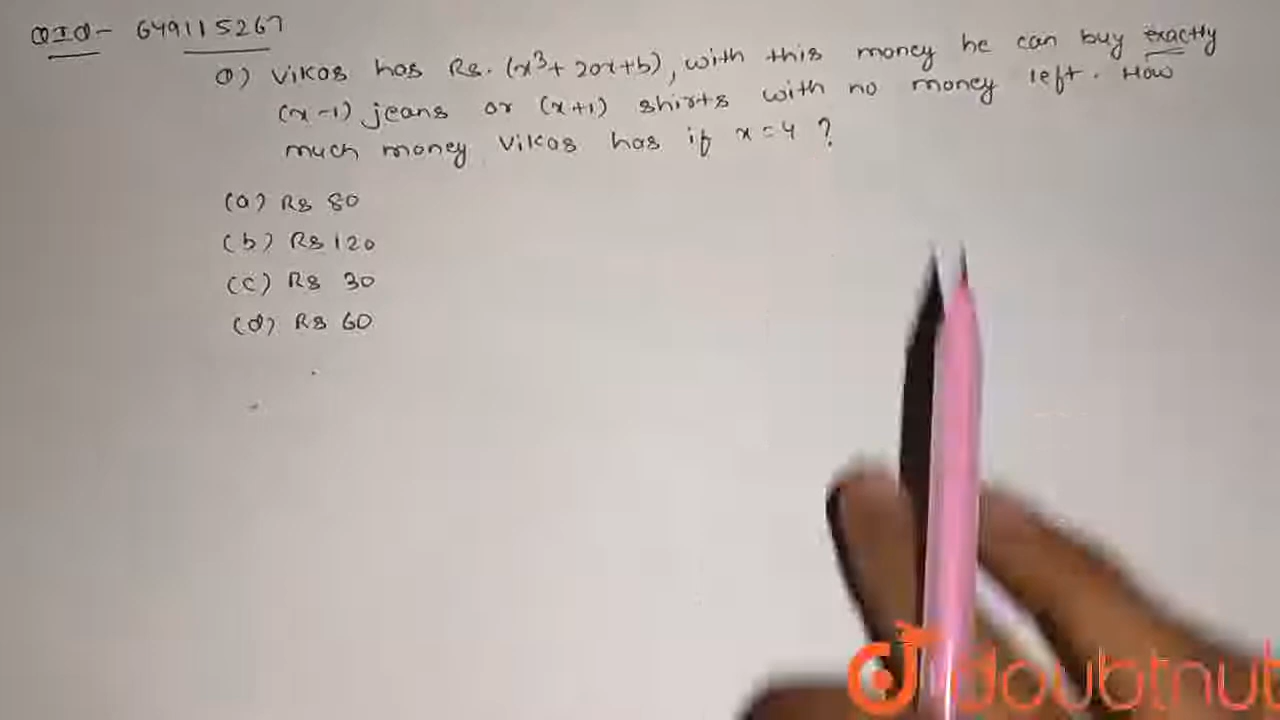 QID- 649115267
Q) Vikas has Rs. (x³ + 2ax + b), with this money he can buy exactly
(x-1) jeans or (x+1) shirts with no money left. How
much money Vikas has if x = 4 ?
(a) Rs 80
(b) Rs 120
(c) Rs 30
(d) Rs 60
doubtnut